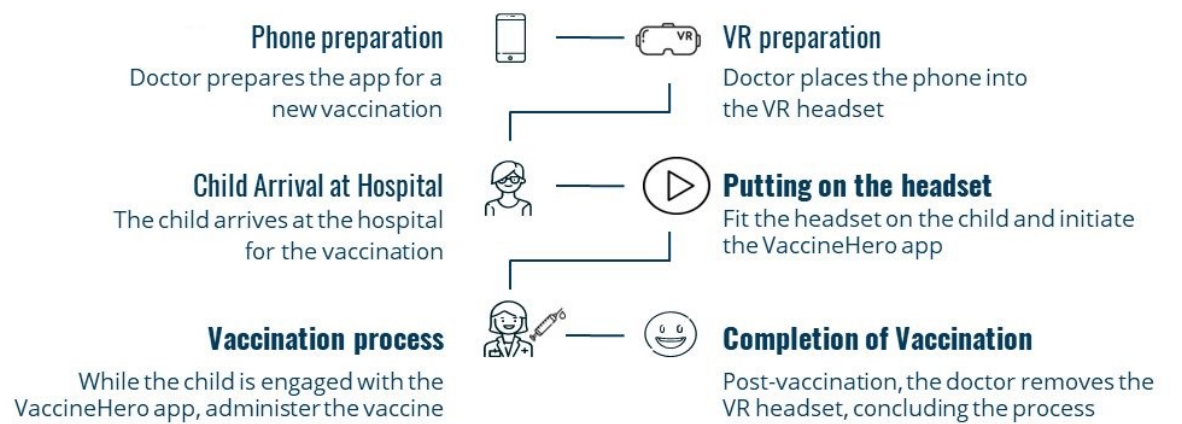 Phone preparation
Doctor prepares the app for a
new vaccination
VR
VR preparation
Doctor places the phone into
the VR headset
Child Arrival at Hospital
The child arrives at the hospital
for the vaccination
Putting on the headset
Fit the headset on the child and initiate
the VaccineHero app
Vaccination process
While the child is engaged with the
VaccineHero app, administer the vaccine
Completion of Vaccination
Post-vaccination, the doctor removes the
VR headset, concluding the process